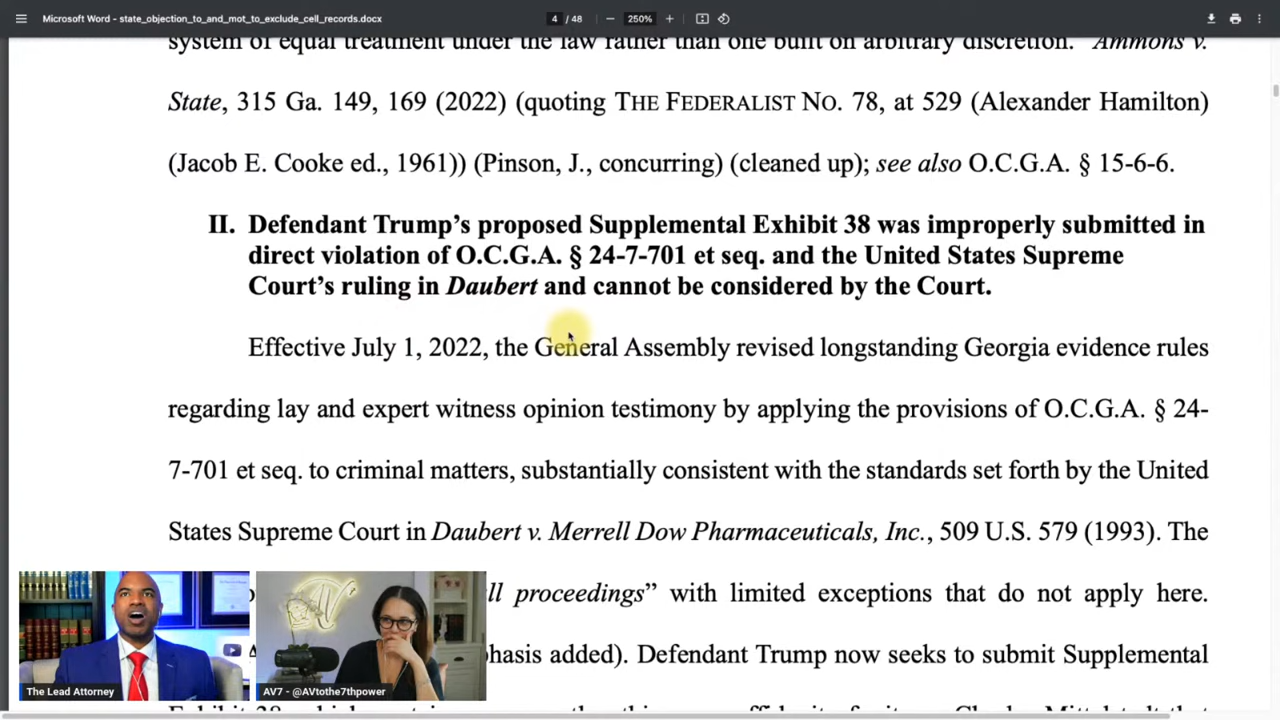 Microsoft Word - state_objection_to_and_mot_to_exclude_cell_records.docx
4 / 48
250%
system of equal treatment under the law rather than one built on arbitrary discretion.” Ammons v.
State, 315 Ga. 149, 169 (2022) (quoting THE FEDERALIST NO. 78, at 529 (Alexander Hamilton)
(Jacob E. Cooke ed., 1961)) (Pinson, J., concurring) (cleaned up); see also O.C.G.A. § 15-6-6.
II. Defendant Trump’s proposed Supplemental Exhibit 38 was improperly submitted in
direct violation of O.C.G.A. § 24-7-701 et seq. and the United States Supreme
Court’s ruling in Daubert and cannot be considered by the Court.
Effective July 1, 2022, the General Assembly revised longstanding Georgia evidence rules
regarding lay and expert witness opinion testimony by applying the provisions of O.C.G.A. § 24-
7-701 et seq. to criminal matters, substantially consistent with the standards set forth by the United
States Supreme Court in Daubert v. Merrell Dow Pharmaceuticals, Inc., 509 U.S. 579 (1993). The
ll proceedings” with limited exceptions that do not apply here.
phasis added). Defendant Trump now seeks to submit Supplemental
The Lead Attorney
AV7 - @AVtothe7thpower